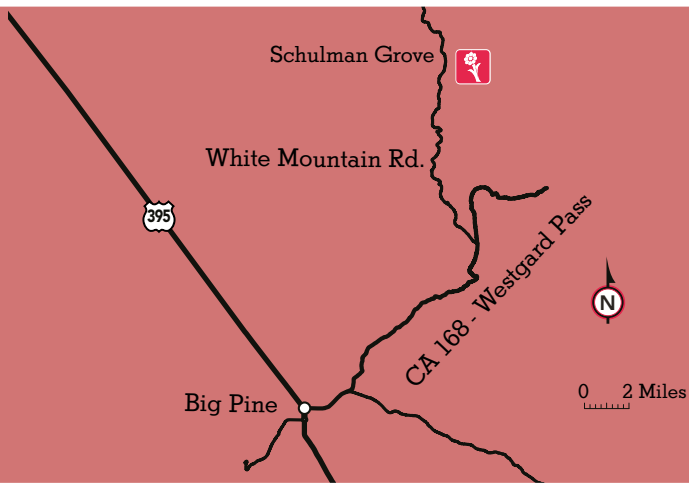 Schulman Grove
White Mountain Rd.
395
CA 168 - Westgard Pass
N
Big Pine
0 2 Miles